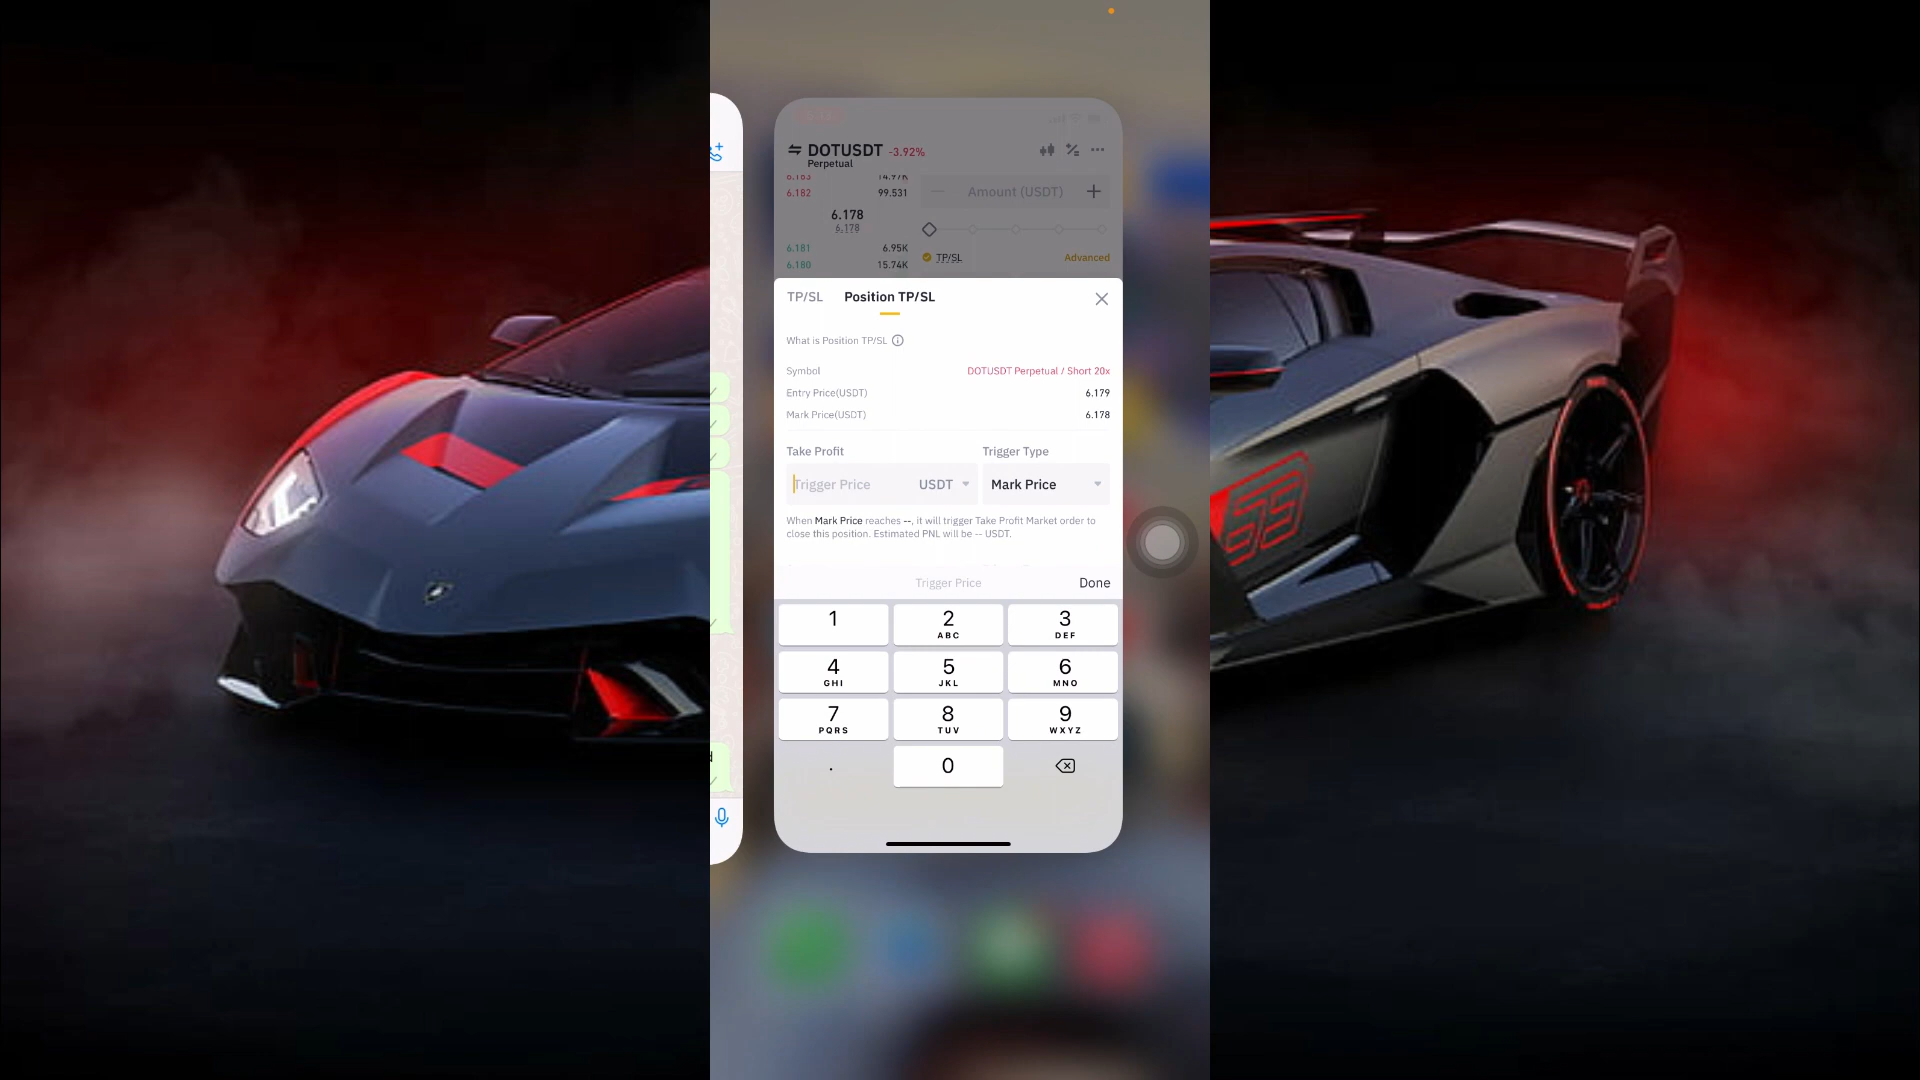 DOTUSDT -3.92%
Perpetual
6.183 14.97K
6.182 99.531
Amount (USDT)
6.178
6.178
6.181 6.95K
6.180 15.74K
TP/SL Advanced
TP/SL Position TP/SL
What is Position TP/SL
Symbol DOTUSDT Perpetual / Short 20x
Entry Price(USDT) 6.179
Mark Price(USDT) 6.178
Take Profit Trigger Type
Trigger Price USDT Mark Price
When Mark Price reaches --, it will trigger Take Profit Market order to
close this position. Estimated PNL will be -- USDT.
Trigger Price Done
1 2 3
ABC DEF
4 5 6
GHI JKL MNO
7 8 9
PQRS TUV WXYZ
. 0
63